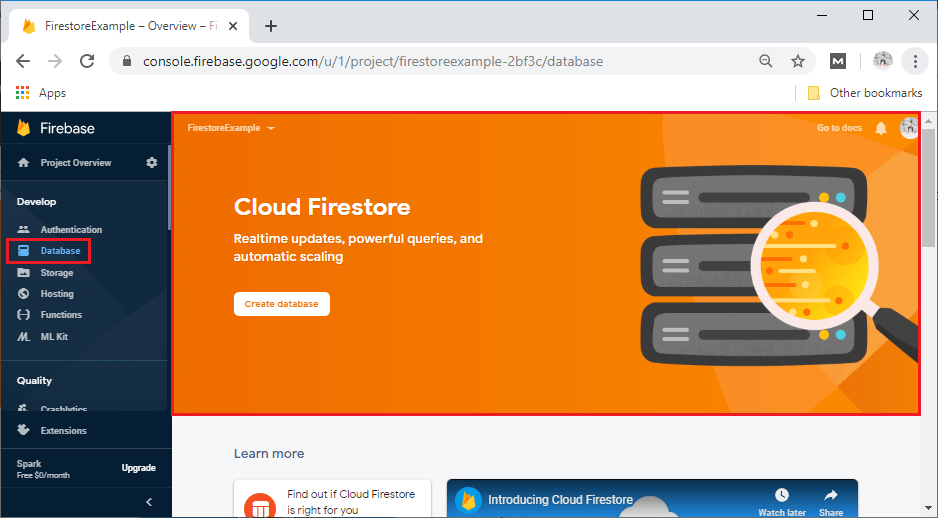 FirestoreExample – Overview – Fi
console.firebase.google.com/u/1/project/firestoreexample-2bf3c/database
M
Apps
Other bookmarks
Firebase
Project Overview
Develop
Authentication
Database
Storage
Hosting
Functions
ML Kit
Quality
Crashlytics
Extensions
Spark
Free $0/month
Upgrade
FirestoreExample
Go to docs
Cloud Firestore
Realtime updates, powerful queries, and
automatic scaling
Create database
Learn more
Find out if Cloud Firestore
is right for you
Introducing Cloud Firestore
Watch later
Share